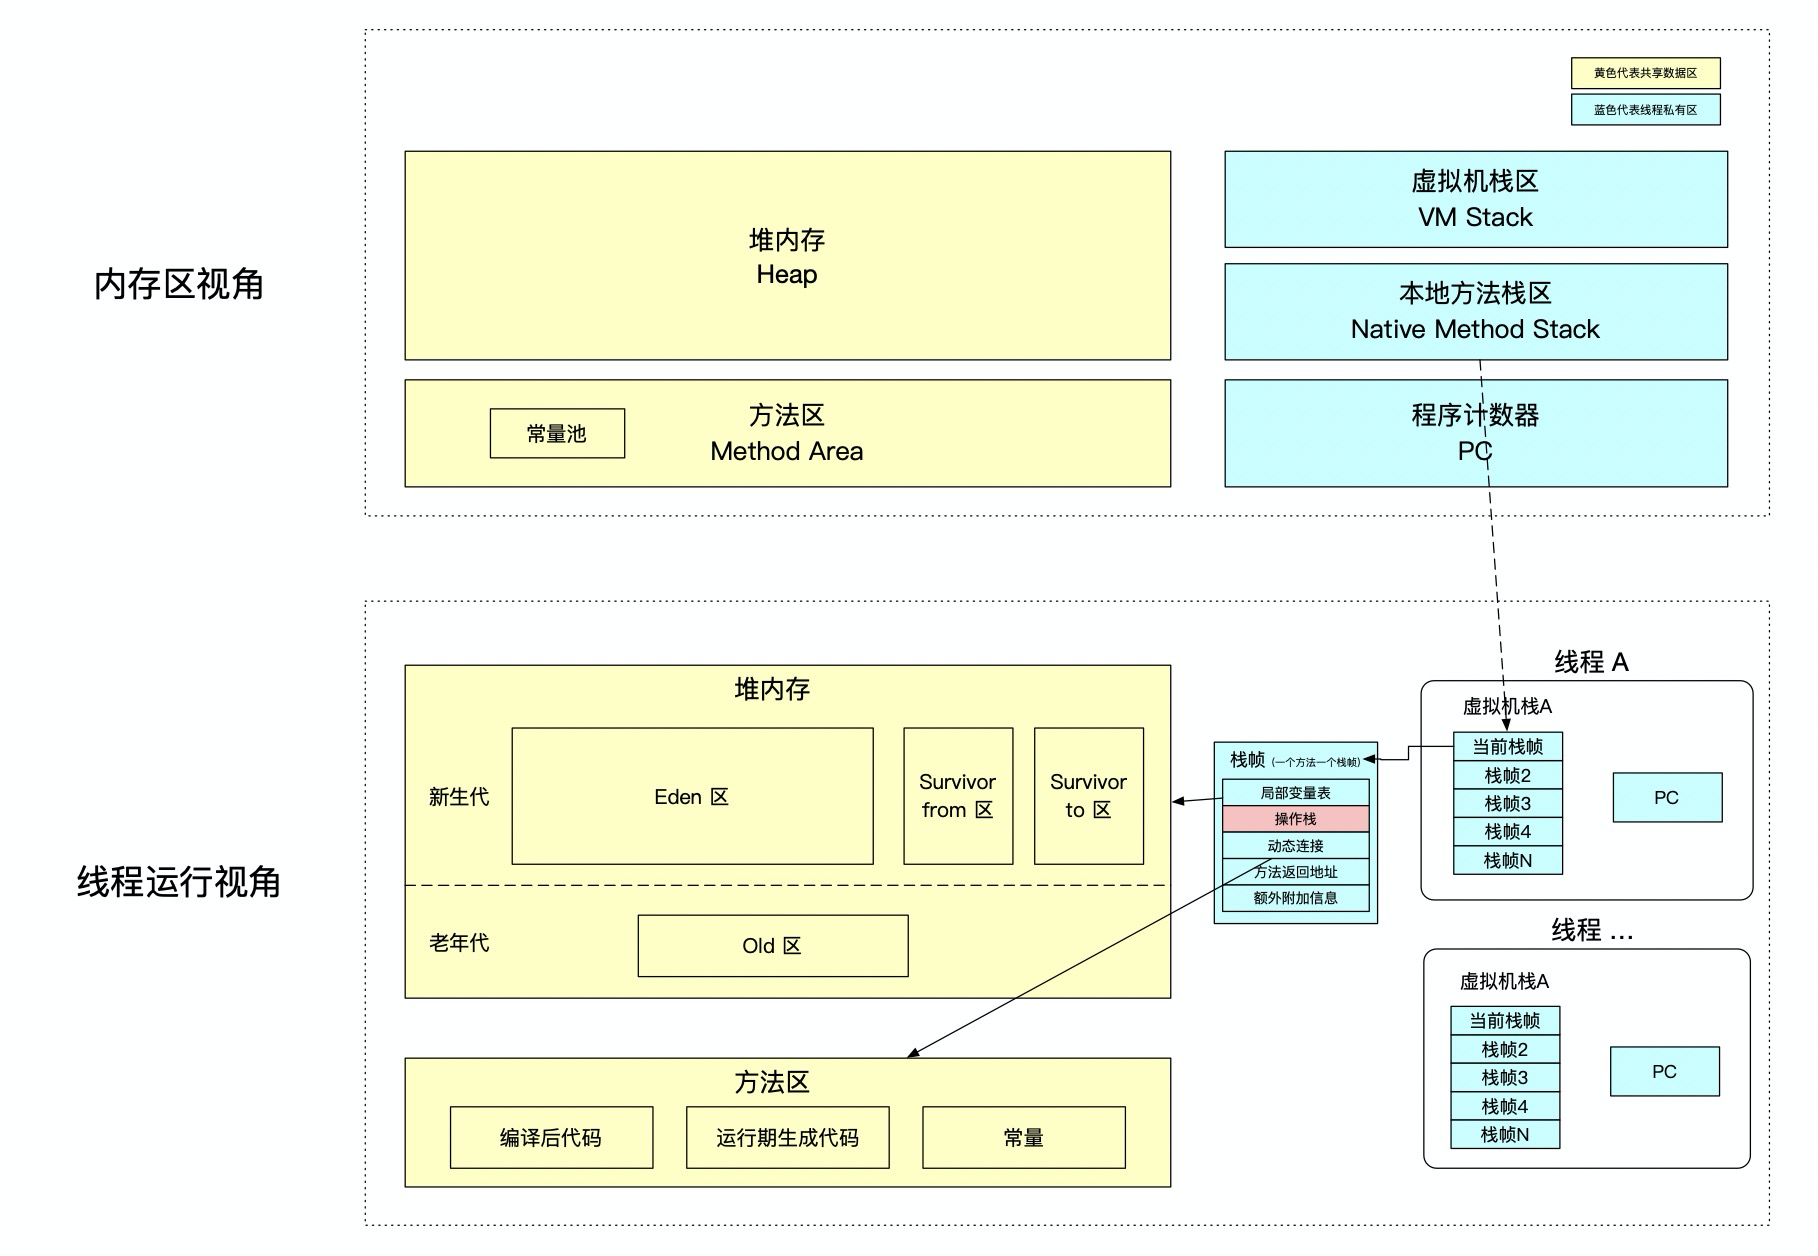 黄色代表共享数据区
蓝色代表线程私有区
内存区视角
堆内存
Heap
虚拟机栈区
VM Stack
本地方法栈区
Native Method Stack
常量池
方法区
Method Area
程序计数器
PC
线程运行视角
堆内存
新生代
Eden 区
Survivor
from 区
Survivor
to 区
老年代
Old 区
栈帧 (一个方法一个栈帧)
局部变量表
操作栈
动态连接
方法返回地址
额外附加信息
线程 A
虚拟机栈A
当前栈帧
栈帧2
栈帧3
栈帧4
栈帧N
PC
线程 ...
虚拟机栈A
当前栈帧
栈帧2
栈帧3
栈帧4
栈帧N
PC
方法区
编译后代码
运行期生成代码
常量